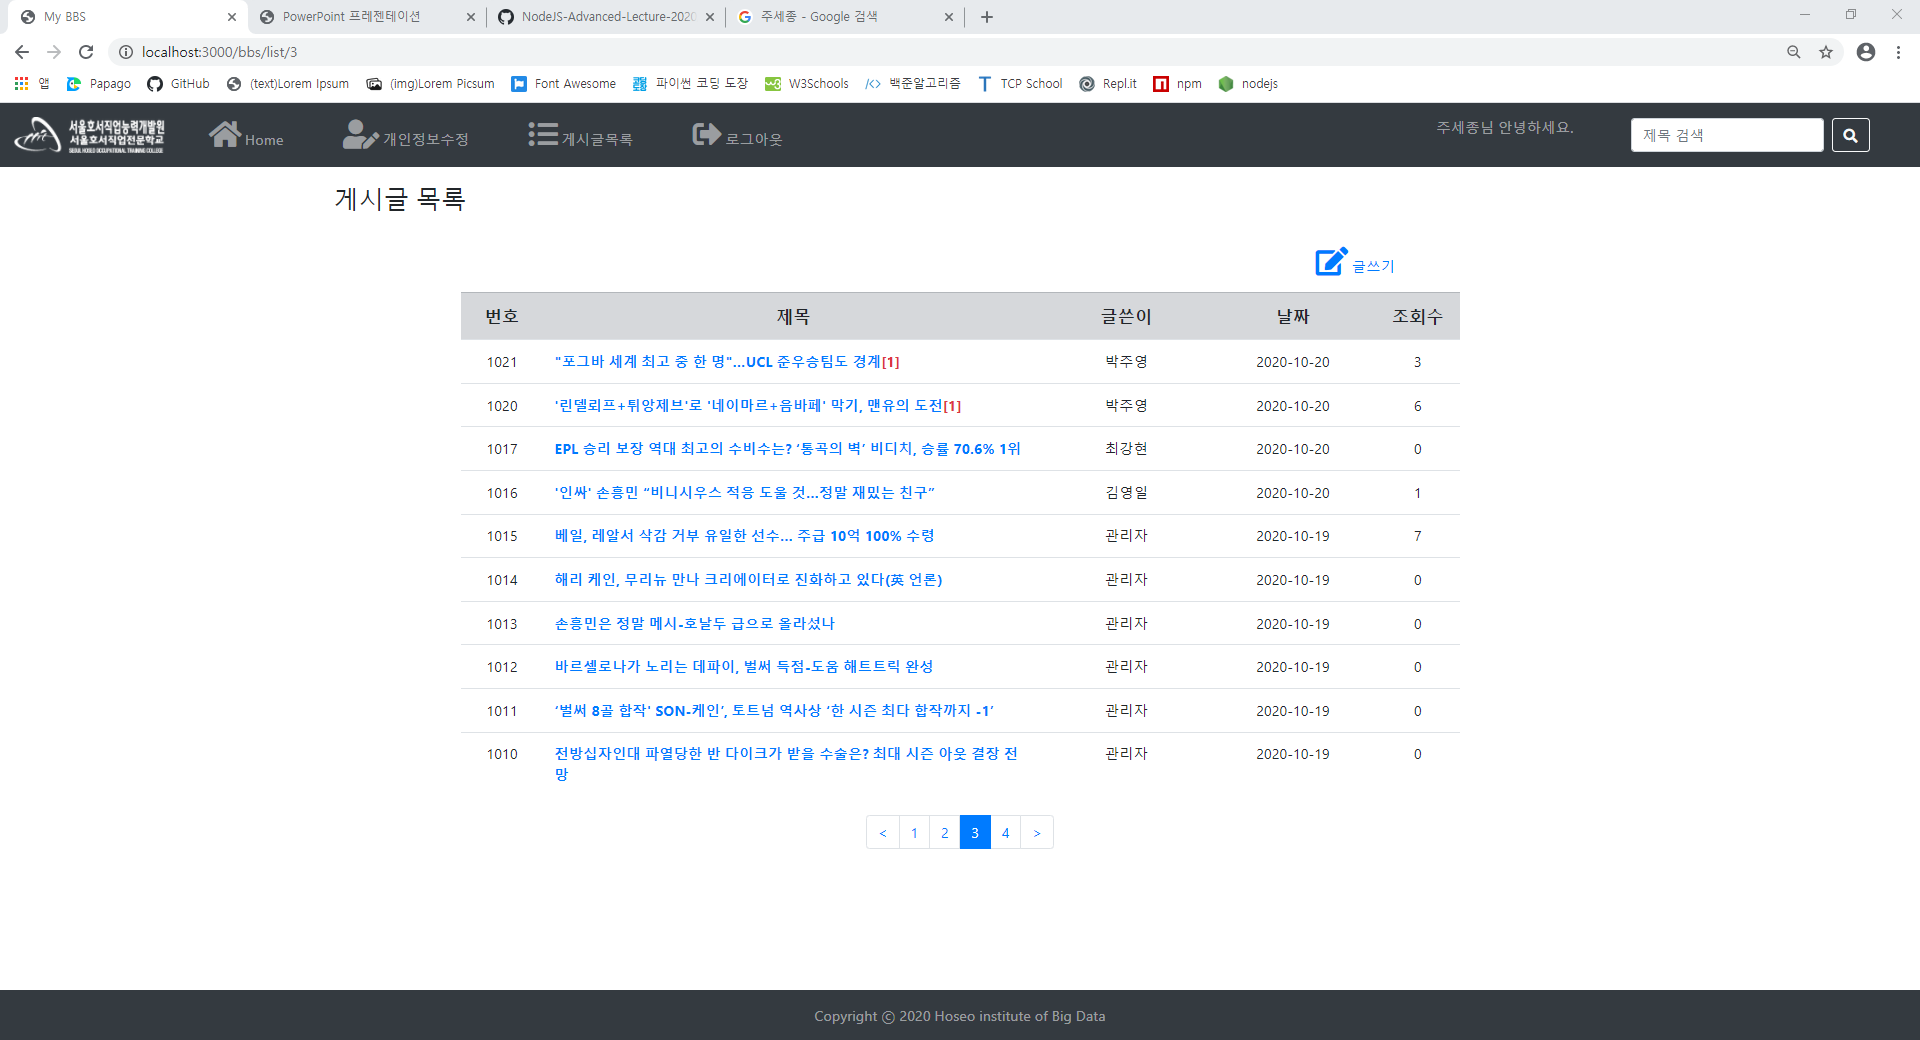 My BBS
PowerPoint 프레젠테이션
NodeJS-Advanced-Lecture-2020
주세종 - Google 검색
localhost:3000/bbs/list/3
앱 Papago GitHub (text)Lorem Ipsum (img)Lorem Picsum Font Awesome 파이썬 코딩 도장 W3Schools 백준알고리즘 TCP School Repl.it npm nodejs
서울호서직업능력개발원
서울호서직업전문학교
SEOUL HOSEO OCCUPATIONAL TRAINING COLLEGE
Home 개인정보수정 게시글목록 로그아웃 주세종님 안녕하세요. 제목 검색
게시글 목록
글쓰기
번호 제목 글쓴이 날짜 조회수
1021 "포그바 세계 최고 중 한 명"...UCL 준우승팀도 경계[1] 박주영 2020-10-20 3
1020 '린델뢰프+튀앙제브'로 '네이마르+음바페' 막기, 맨유의 도전[1] 박주영 2020-10-20 6
1017 EPL 승리 보장 역대 최고의 수비수는? ‘통곡의 벽’ 비디치, 승률 70.6% 1위 최강현 2020-10-20 0
1016 '인싸' 손흥민 “비니시우스 적응 도울 것...정말 재밌는 친구” 김영일 2020-10-20 1
1015 베일, 레알서 삭감 거부 유일한 선수... 주급 10억 100% 수령 관리자 2020-10-19 7
1014 해리 케인, 무리뉴 만나 크리에이터로 진화하고 있다(英 언론) 관리자 2020-10-19 0
1013 손흥민은 정말 메시-호날두 급으로 올라섰나 관리자 2020-10-19 0
1012 바르셀로나가 노리는 데파이, 벌써 득점-도움 해트트릭 완성 관리자 2020-10-19 0
1011 ‘벌써 8골 합작' SON-케인’, 토트넘 역사상 ‘한 시즌 최다 합작까지 -1’ 관리자 2020-10-19 0
1010 전방십자인대 파열당한 반 다이크가 받을 수술은? 최대 시즌 아웃 결장 전 관리자 2020-10-19 0
망
< 1 2 3 4 >
Copyright ⓒ 2020 Hoseo institute of Big Data